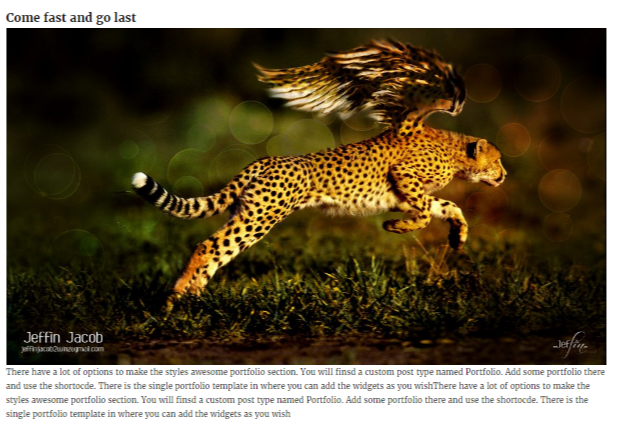 Come fast and go last
Jeffin Jacob
jeffinjacob2win@gmail.com
Jeffin
There have a lot of options to make the styles awesome portfolio section. You will finsd a custom post type named Portfolio. Add some portfolio there
and use the shortocde. There is the single portfolio template in where you can add the widgets as you wishThere have a lot of options to make the
styles awesome portfolio section. You will finsd a custom post type named Portfolio. Add some portfolio there and use the shortocde. There is the
single portfolio template in where you can add the widgets as you wish